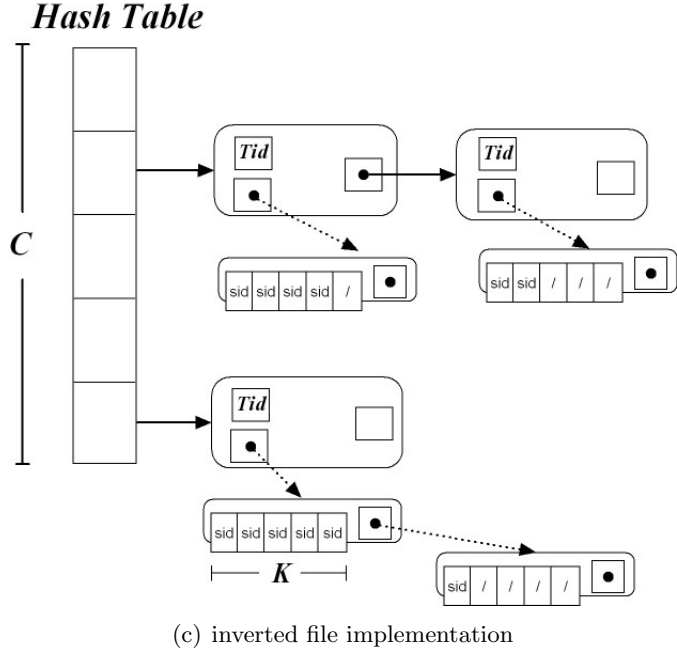 Hash Table
C
Tid
Tid
sid sid sid sid /
sid sid / / /
Tid
sid sid sid sid sid
K
sid / / / /
(c) inverted file implementation